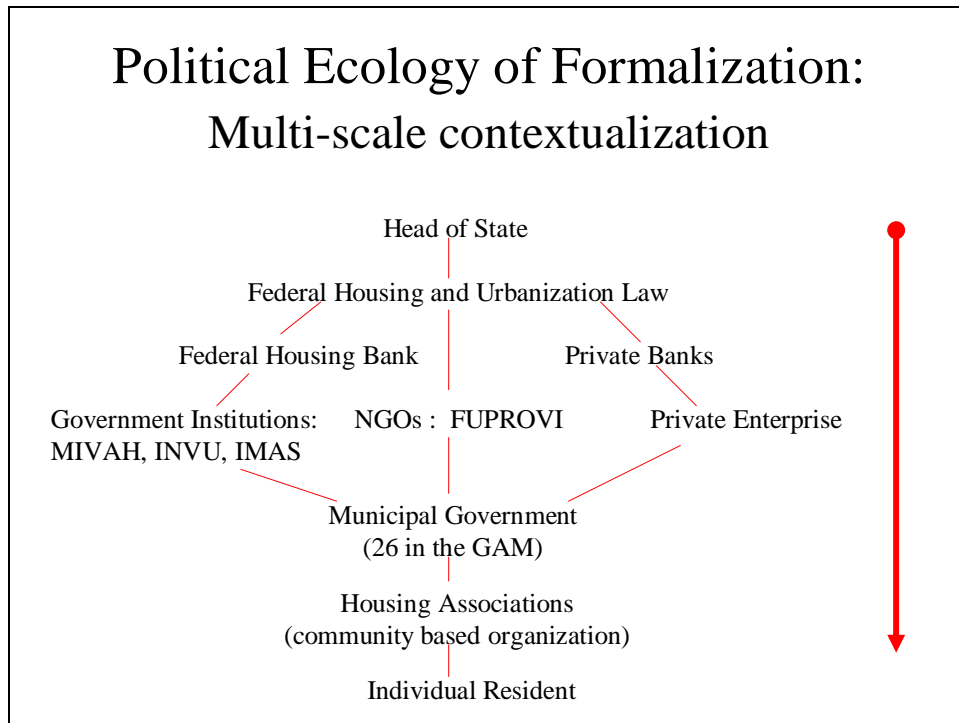 Political Ecology of Formalization:
Multi-scale contextualization
Head of State
Federal Housing and Urbanization Law
Federal Housing Bank
Private Banks
Government Institutions:
MIVAH, INVU, IMAS
NGOs :  FUPROVI
Private Enterprise
Municipal Government
(26 in the GAM)
Housing Associations
(community based organization)
Individual Resident